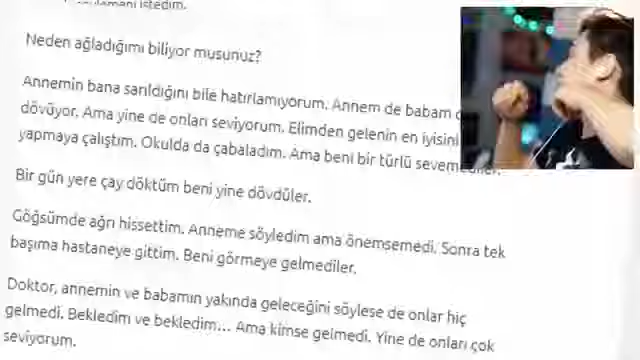 istedim.
Neden ağladığımı biliyor musunuz?
Annemin bana sarıldığını bile hatırlamıyorum. Annem de babam
dövüyor. Ama yine de onları seviyorum. Elimden gelenin en iyisini
yapmaya çalıştım. Okulda da çabaladım. Ama beni bir türlü
Bir gün yere çay döktüm beni yine dövdüler.
Göğsümde ağrı hissettim. Anneme söyledim ama önemsemedi. Sonra tek
başıma hastaneye gittim. Beni görmeye gelmediler.
Doktor, annemin ve babamın yakında geleceğini söylese de onlar hiç
gelmedi. Bekledim ve bekledim... Ama kimse gelmedi. Yine de onları çok
seviyorum.